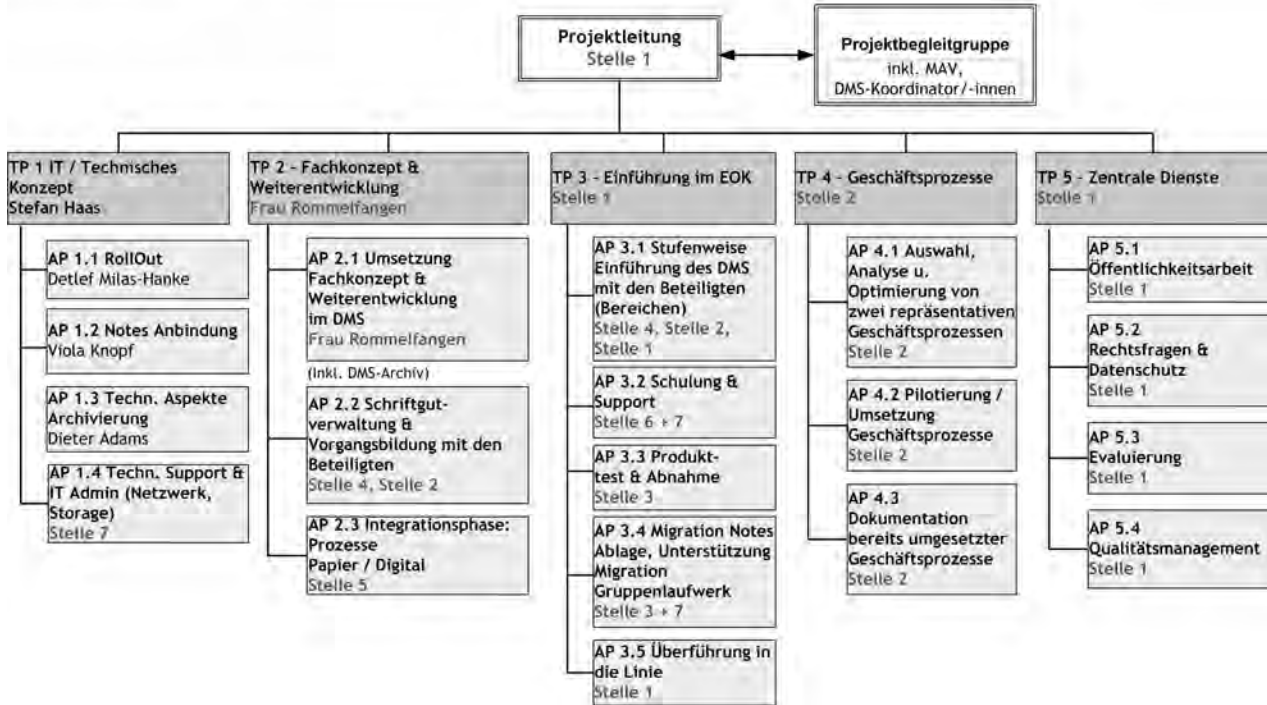 Projektleitung
Stelle 1
Projektbegleitgruppe
inkl. MAV,
DMS-Koordinator/-innen
TP 1 IT / Technisches
Konzept
Stefan Haas
AP 1.1 RollOut
Detlef Milas-Hanke
AP 1.2 Notes Anbindung
Viola Knopf
AP 1.3 Techn. Aspekte
Archivierung
Dieter Adams
AP 1.4 Techn. Support &
IT Admin (Netzwerk,
Storage)
Stelle 7
TP 2 - Fachkonzept &
Weiterentwicklung
Frau Rommelfangen
AP 2.1 Umsetzung
Fachkonzept &
Weiterentwicklung
im DMS
Frau Rommelfangen
(inkl. DMS-Archiv)
AP 2.2 Schriftgut-
verwaltung &
Vorgangsbildung mit den
Beteiligten
Stelle 4, Stelle 2
AP 2.3 Integrationsphase:
Prozesse
Papier / Digital
Stelle 5
TP 3 - Einführung im EOK
Stelle 1
AP 3.1 Stufenweise
Einführung des DMS
mit den Beteiligten
(Bereichen)
Stelle 4, Stelle 2,
Stelle 1
AP 3.2 Schulung &
Support
Stelle 6 + 7
AP 3.3 Produkt-
test & Abnahme
Stelle 3
AP 3.4 Migration Notes
Ablage, Unterstützung
Migration
Gruppenlaufwerk
Stelle 3 + 7
AP 3.5 Überführung in
die Linie
Stelle 1
TP 4 - Geschäftsprozesse
Stelle 2
AP 4.1 Auswahl,
Analyse u.
Optimierung von
zwei repräsentativen
Geschäftsprozessen
Stelle 2
AP 4.2 Pilotierung /
Umsetzung
Geschäftsprozesse
Stelle 2
AP 4.3
Dokumentation
bereits umgesetzter
Geschäftsprozesse
Stelle 2
TP 5 - Zentrale Dienste
Stelle 1
AP 5.1
Öffentlichkeitsarbeit
Stelle 1
AP 5.2
Rechtsfragen &
Datenschutz
Stelle 1
AP 5.3
Evaluierung
Stelle 1
AP 5.4
Qualitätsmanagement
Stelle 1